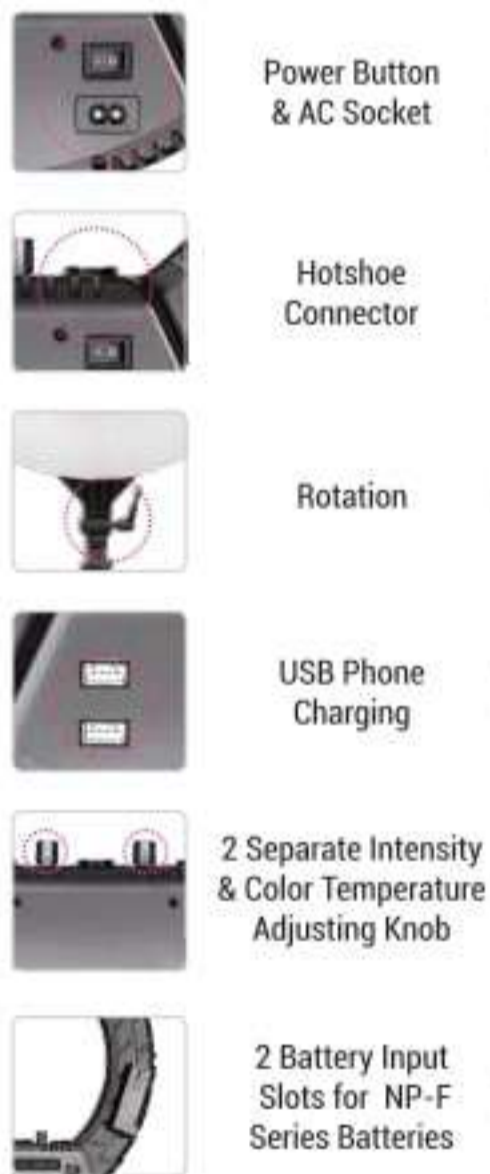 Power Button
& AC Socket
Hotshoe
Connector
Rotation
USB Phone
Charging
2 Separate Intensity
& Color Temperature
Adjusting Knob
2 Battery Input
Slots for NP-F
Series Batteries